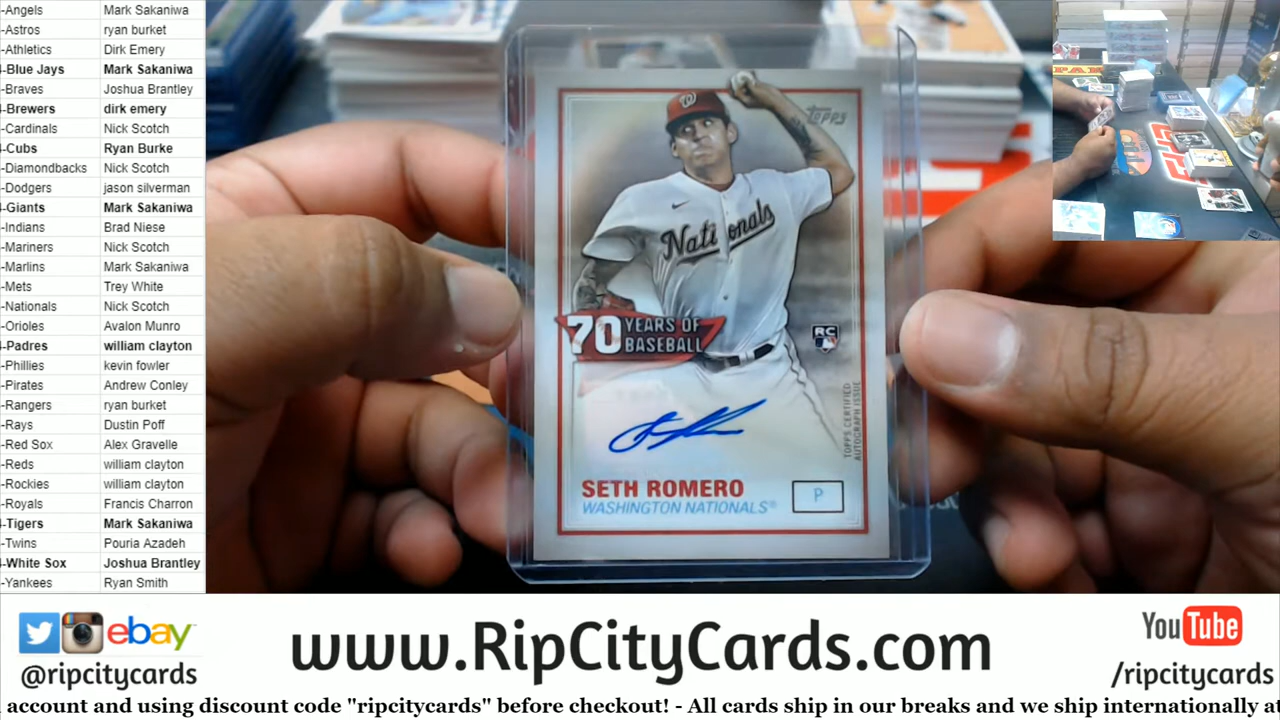 -Angels Mark Sakaniwa
-Astros ryan burket
-Athletics Dirk Emery
-Blue Jays Mark Sakaniwa
-Braves Joshua Brantley
-Brewers dirk emery
-Cardinals Nick Scotch
-Cubs Ryan Burke
-Diamondbacks Nick Scotch
-Dodgers jason silverman
-Giants Mark Sakaniwa
-Indians Brad Niese
-Mariners Nick Scotch
-Marlins Mark Sakaniwa
-Mets Trey White
-Nationals Nick Scotch
-Orioles Avalon Munro
-Padres william clayton
-Phillies kevin fowler
-Pirates Andrew Conley
-Rangers ryan burket
-Rays Dustin Poff
-Red Sox Alex Gravelle
-Reds william clayton
-Rockies william clayton
-Royals Francis Charron
-Tigers Mark Sakaniwa
-Twins Pouria Azadeh
-White Sox Joshua Brantley
-Yankees Ryan Smith
Topps
W
Nationals
70 YEARS OF
BASEBALL
RC
TOPPS CERTIFIED
AUTOGRAPH ISSUE
SETH ROMERO
WASHINGTON NATIONALS®
P
ebay
@ripcitycards
www.RipCityCards.com
YouTube
/ripcitycards
account and using discount code "ripcitycards" before checkout! - All cards ship in our breaks and we ship internationally